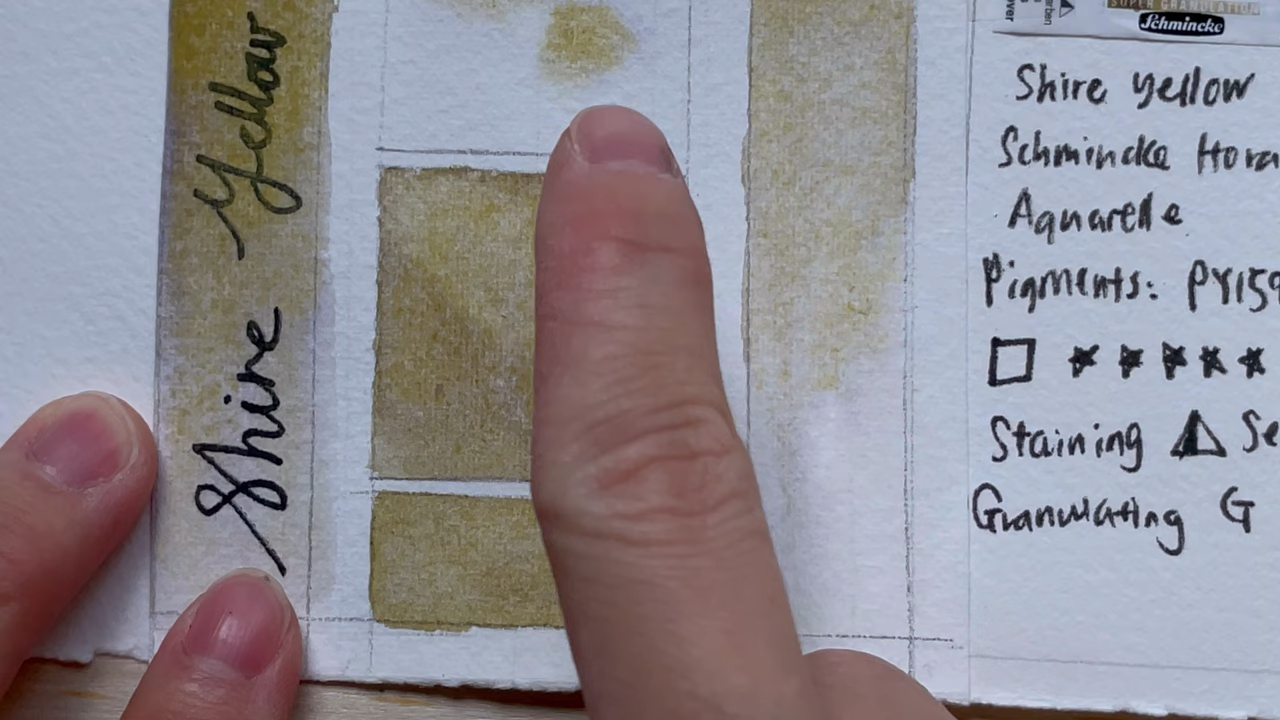 Shire Yellow
SUPER GRANULATION
Schmincke
Shire yellow
Schmincke Hora
Aquarelle
Pigments: PY159
Staining Se
Granulating G